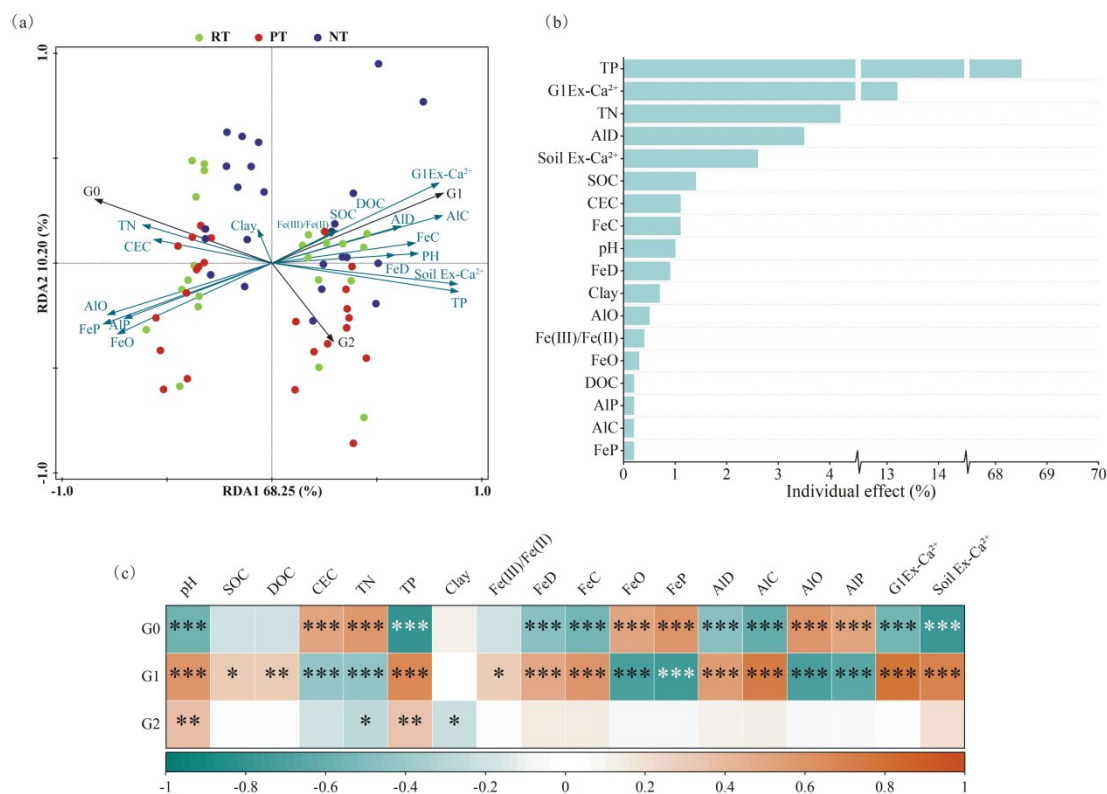 (a)
RT PT NT
1.0
G1Ex-Ca²⁺
G0
G1
DOC
SOC
TN
Clay
Fe(III)/Fe(II)
AlD
AlC
CEC
FeC
PH
FeD
Soil Ex-Ca²⁺
TP
AlO
AlP
FeP
FeO
G2
RDA2 10.20 (%)
-1.0
-1.0
RDA1 68.25 (%)
1.0
(b)
TP
G1Ex-Ca²⁺
TN
AlD
Soil Ex-Ca²⁺
SOC
CEC
FeC
pH
FeD
Clay
AlO
Fe(III)/Fe(II)
FeO
DOC
AlP
AlC
FeP
0 1 2 3 4 13 14 68 69 70
Individual effect (%)
(c)
pH SOC DOC CEC TN TP Clay Fe(III)/Fe(II) FeD FeC FeO FeP AlD AlC AlO AlP G1Ex-Ca²⁺ Soil Ex-Ca²⁺
G0 *** *** *** *** *** *** *** *** *** *** *** *** *** ***
G1 *** * ** *** *** *** * *** *** *** *** *** *** *** *** *** ***
G2 ** * ** *
-1 -0.8 -0.6 -0.4 -0.2 0 0.2 0.4 0.6 0.8 1